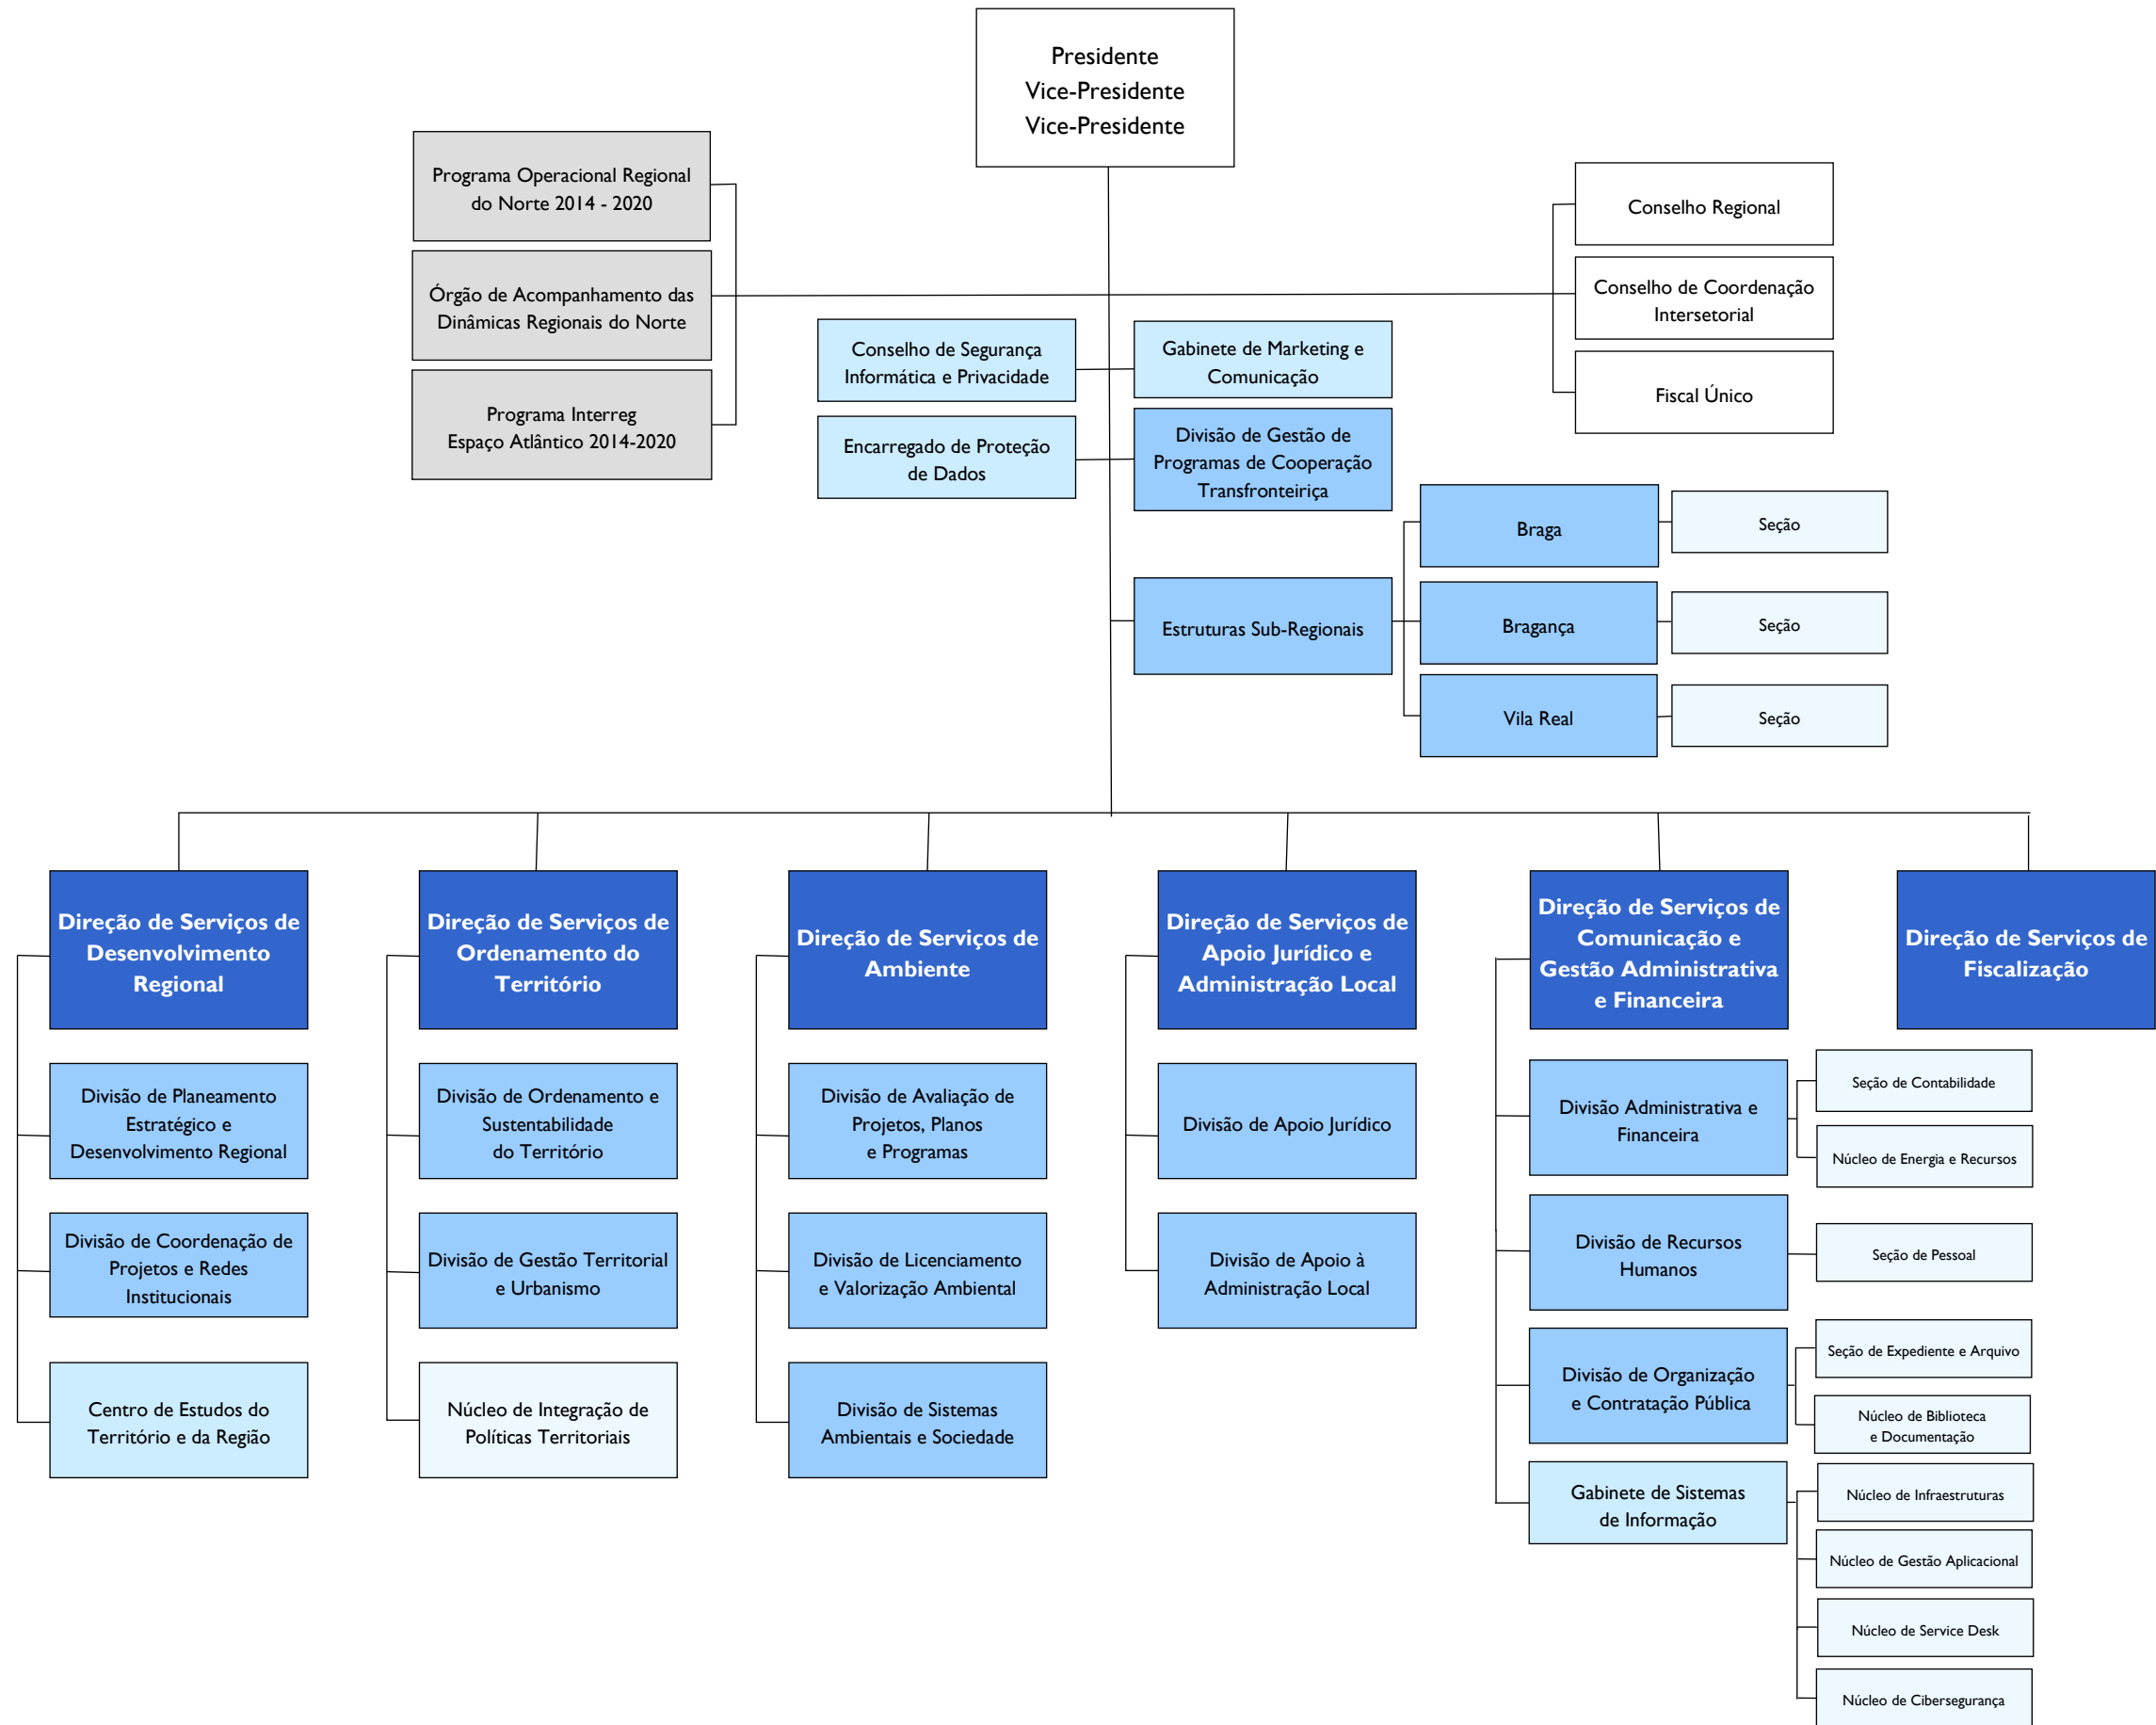 Presidente
Vice-Presidente
Vice-Presidente
Programa Operacional Regional
do Norte 2014 - 2020
Órgão de Acompanhamento das
Dinâmicas Regionais do Norte
Programa Interreg
Espaço Atlântico 2014-2020
Conselho Regional
Conselho de Coordenação
Intersetorial
Fiscal Único
Conselho de Segurança
Informática e Privacidade
Gabinete de Marketing e
Comunicação
Encarregado de Proteção
de Dados
Divisão de Gestão de
Programas de Cooperação
Transfronteiriça
Estruturas Sub-Regionais
Braga
Seção
Bragança
Seção
Vila Real
Seção
Direção de Serviços de
Desenvolvimento
Regional
Divisão de Planeamento
Estratégico e
Desenvolvimento Regional
Divisão de Coordenação de
Projetos e Redes
Institucionais
Centro de Estudos do
Território e da Região
Direção de Serviços de
Ordenamento do
Território
Divisão de Ordenamento e
Sustentabilidade
do Território
Divisão de Gestão Territorial
e Urbanismo
Núcleo de Integração de
Políticas Territoriais
Direção de Serviços de
Ambiente
Divisão de Avaliação de
Projetos, Planos
e Programas
Divisão de Licenciamento
e Valorização Ambiental
Divisão de Sistemas
Ambientais e Sociedade
Direção de Serviços de
Apoio Jurídico e
Administração Local
Divisão de Apoio Jurídico
Divisão de Apoio à
Administração Local
Direção de Serviços de
Comunicação e
Gestão Administrativa
e Financeira
Divisão Administrativa e
Financeira
Seção de Contabilidade
Núcleo de Energia e Recursos
Divisão de Recursos
Humanos
Seção de Pessoal
Divisão de Organização
e Contratação Pública
Seção de Expediente e Arquivo
Núcleo de Biblioteca
e Documentação
Gabinete de Sistemas
de Informação
Núcleo de Infraestruturas
Núcleo de Gestão Aplicacional
Núcleo de Service Desk
Núcleo de Cibersegurança
Direção de Serviços de
Fiscalização